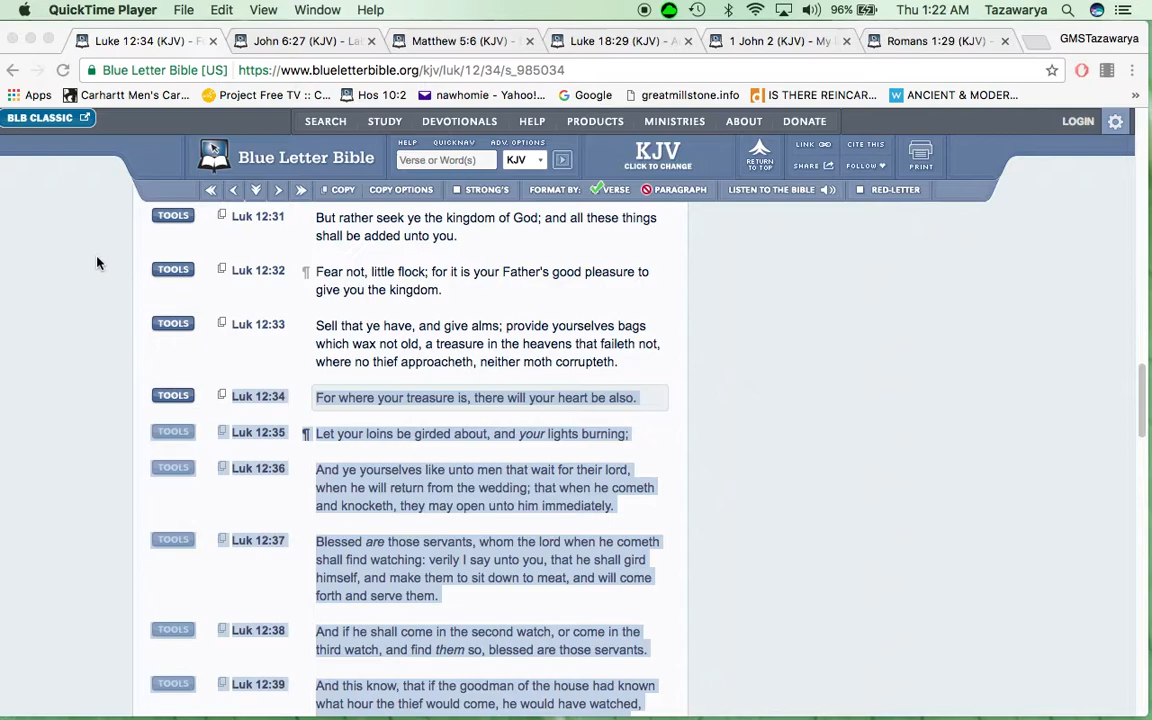 QuickTime Player File Edit View Window Help 96% Thu 1:22 AM Tazawarya
Luke 12:34 (KJV) - F John 6:27 (KJV) - La Matthew 5:6 (KJV) - Luke 18:29 (KJV) - A 1 John 2 (KJV) - My Romans 1:29 (KJV) - GMSTazawarya
Blue Letter Bible [US] https://www.blueletterbible.org/kjv/luk/12/34/s_985034
Apps Carhartt Men's Car... Project Free TV :: C... Hos 10:2 nawhomie - Yahoo!... Google greatmillstone.info IS THERE REINCAR... ANCIENT & MODER... »
BLB CLASSIC SEARCH STUDY DEVOTIONALS HELP PRODUCTS MINISTRIES ABOUT DONATE LOGIN
HELP QUICKNAV ADV. OPTIONS LINK CITE THIS
Blue Letter Bible Verse or Word(s) KJV KJV CLICK TO CHANGE RETURN TO TOP SHARE FOLLOW PRINT
COPY COPY OPTIONS STRONG'S FORMAT BY: VERSE PARAGRAPH LISTEN TO THE BIBLE RED-LETTER
TOOLS Luk 12:31 But rather seek ye the kingdom of God; and all these things
shall be added unto you.
TOOLS Luk 12:32 ¶ Fear not, little flock; for it is your Father's good pleasure to
give you the kingdom.
TOOLS Luk 12:33 Sell that ye have, and give alms; provide yourselves bags
which wax not old, a treasure in the heavens that faileth not,
where no thief approacheth, neither moth corrupteth.
TOOLS Luk 12:34 For where your treasure is, there will your heart be also.
TOOLS Luk 12:35 ¶ Let your loins be girded about, and your lights burning;
TOOLS Luk 12:36 And ye yourselves like unto men that wait for their lord,
when he will return from the wedding; that when he cometh
and knocketh, they may open unto him immediately.
TOOLS Luk 12:37 Blessed are those servants, whom the lord when he cometh
shall find watching: verily I say unto you, that he shall gird
himself, and make them to sit down to meat, and will come
forth and serve them.
TOOLS Luk 12:38 And if he shall come in the second watch, or come in the
third watch, and find them so, blessed are those servants.
TOOLS Luk 12:39 And this know, that if the goodman of the house had known
what hour the thief would come, he would have watched,